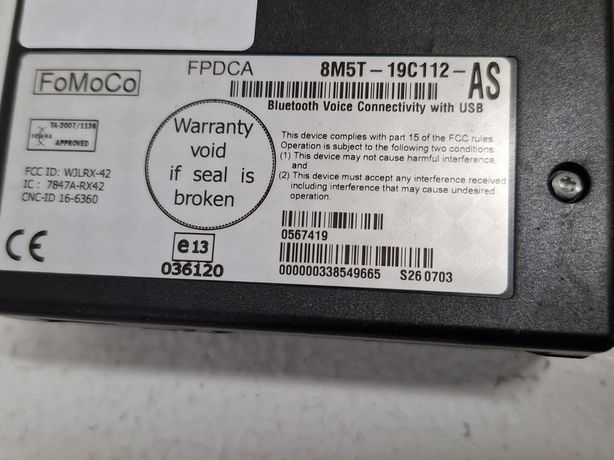 FoMoCo
FPDCA
8M5T-19C112-AS
Bluetooth Voice Connectivity with USB
TA-2007/1136
APPROVED
FCC ID: WJLRX-42
IC : 7847A-RX42
CNC-ID 16-6360
CE
Warranty
void
if seal is
broken
e13
036120
This device complies with part 15 of the FCC rules.
Operation is subject to the following two conditions:
(1) This device may not cause harmful interference,
and
(2) This device must accept any interference received
including interference that may cause undesired
operation.
0567419
000000338549665
S26 0703